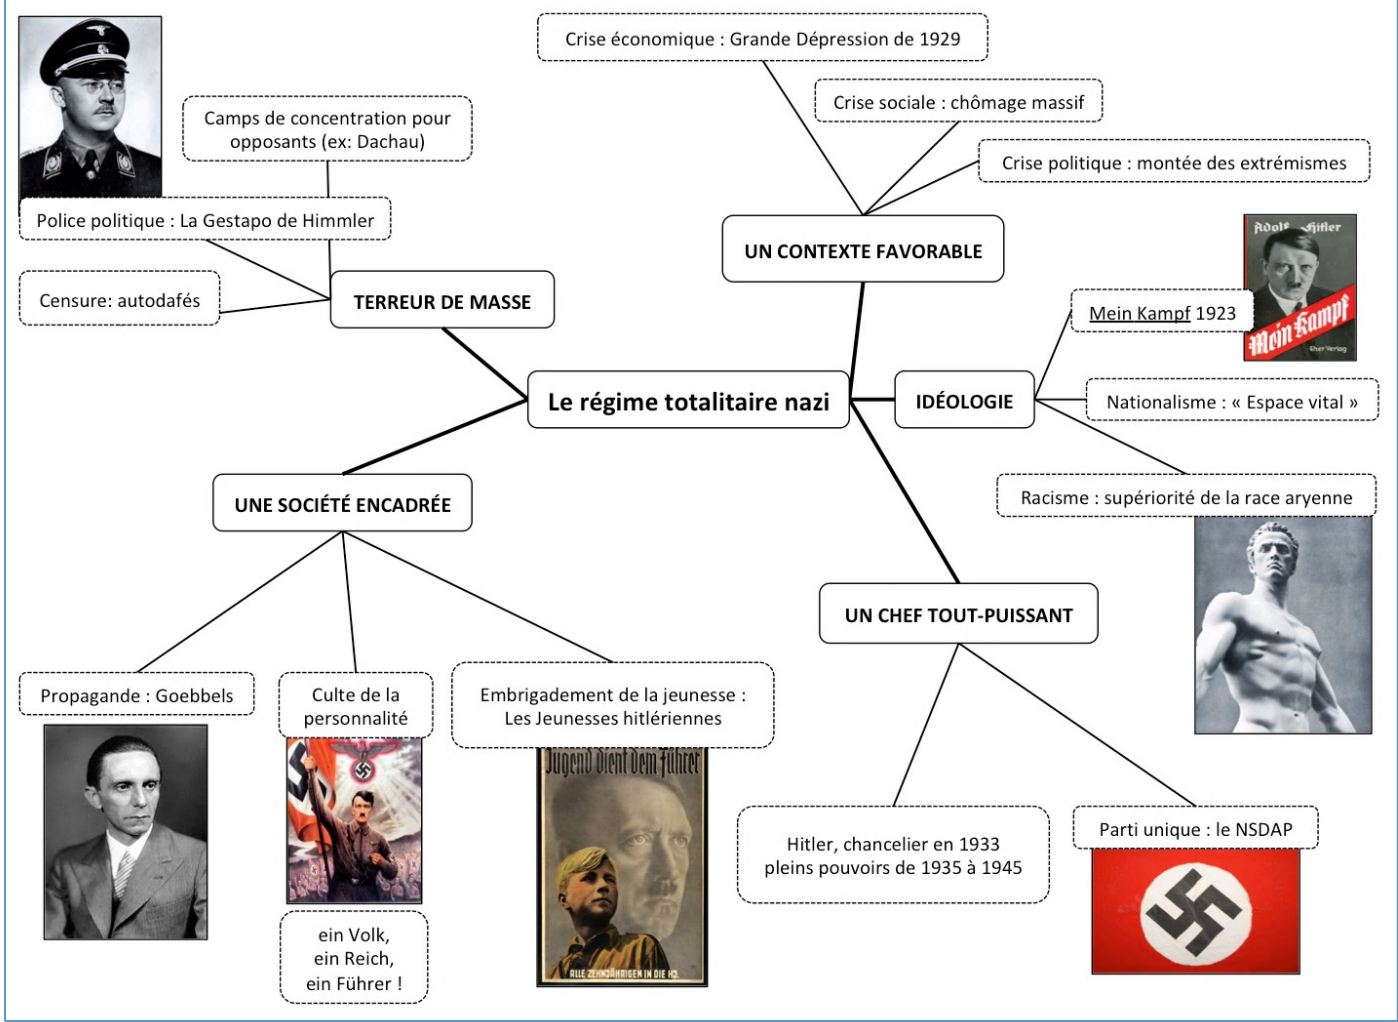 Crise économique : Grande Dépression de 1929
Crise sociale : chômage massif
Crise politique : montée des extrémismes
UN CONTEXTE FAVORABLE
Camps de concentration pour
opposants (ex: Dachau)
Police politique : La Gestapo de Himmler
Censure: autodafés
TERREUR DE MASSE
Le régime totalitaire nazi
IDÉOLOGIE
Mein Kampf 1923
Adolf Hitler
Mein Kampf
Eher Verlag
Nationalisme : « Espace vital »
Racisme : supériorité de la race aryenne
UNE SOCIÉTÉ ENCADRÉE
Propagande : Goebbels
Culte de la
personnalité
ein Volk,
ein Reich,
ein Führer !
Embrigadement de la jeunesse :
Les Jeunesses hitlériennes
Jugend dient dem Führer
ALLE ZEHNJÄHRIGEN IN DIE HJ.
UN CHEF TOUT-PUISSANT
Hitler, chancelier en 1933
pleins pouvoirs de 1935 à 1945
Parti unique : le NSDAP